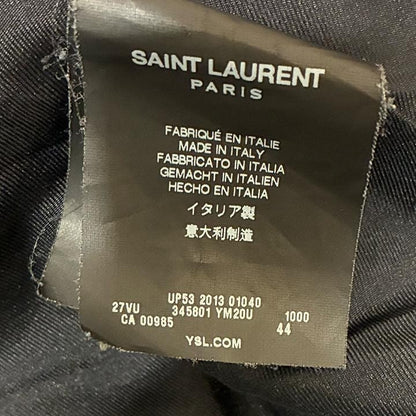 SAINT LAURENT
PARIS
FABRIQUÉ EN ITALIE
MADE IN ITALY
FABBRICATO IN ITALIA
GEMACHT IN ITALIEN
HECHO EN ITALIA
イタリア製
意大利制造
UP53 2013 01040
27VU 345801 YM20U 1000
CA 00985 44
YSL.COM